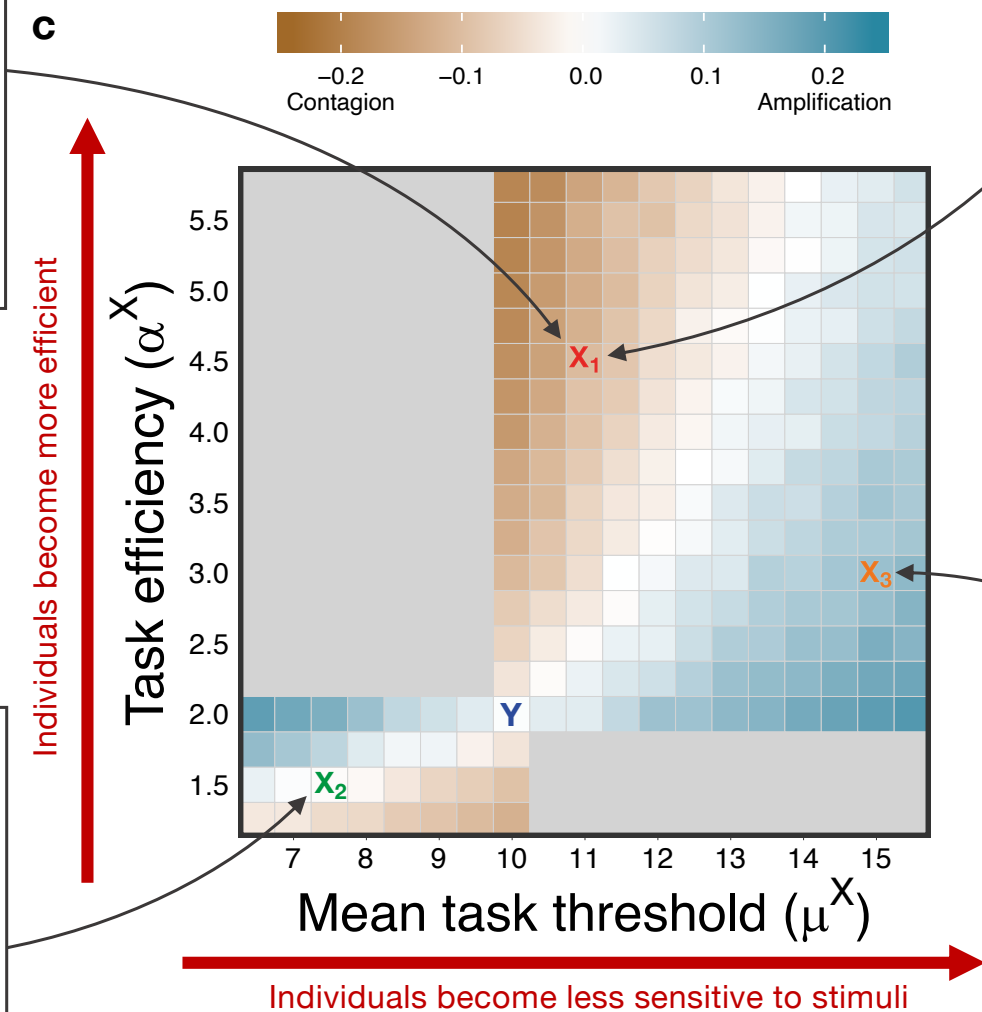 c
−0.2 −0.1 0.0 0.1 0.2
Contagion Amplification
Individuals become more efficient
Task efficiency (αX)
5.5
5.0
4.5
4.0
3.5
3.0
2.5
2.0
1.5
X1
X3
Y
X2
7 8 9 10 11 12 13 14 15
Mean task threshold (μX)
Individuals become less sensitive to stimuli